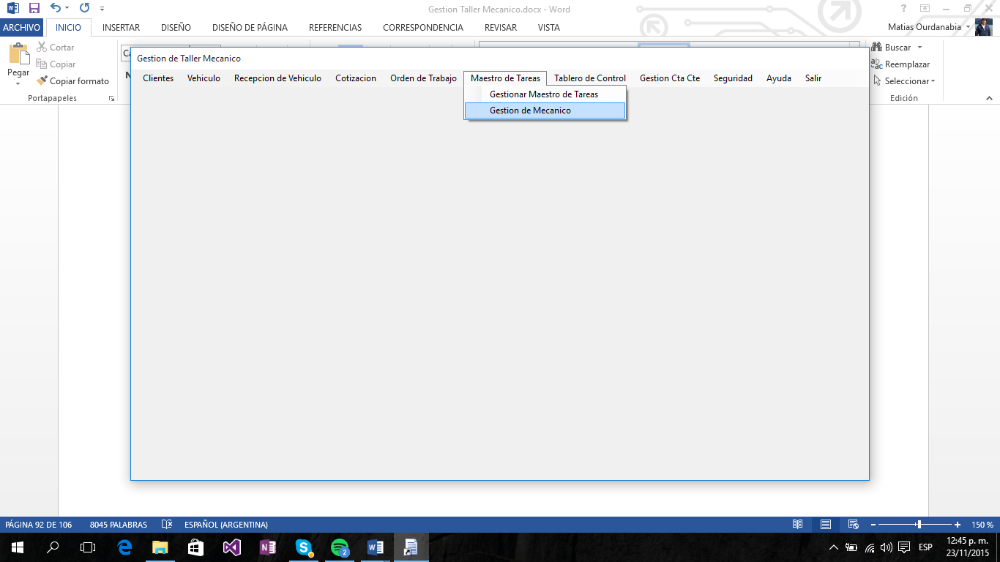 Gestion Taller Mecanico.docx - Word
ARCHIVO INICIO INSERTAR DISEÑO DISEÑO DE PÁGINA REFERENCIAS CORRESPONDENCIA REVISAR VISTA Matias Ourdanabia
Pegar
Cortar
Copiar
Copiar formato
Portapapeles
Buscar
Reemplazar
Seleccionar
Edición
Gestion de Taller Mecanico
Clientes Vehiculo Recepcion de Vehiculo Cotizacion Orden de Trabajo Maestro de Tareas Tablero de Control Gestion Cta Cte Seguridad Ayuda Salir
Gestionar Maestro de Tareas
Gestion de Mecanico
PÁGINA 92 DE 106 8045 PALABRAS ESPAÑOL (ARGENTINA) 150 %
2
ESP
12:45 p. m.
23/11/2015